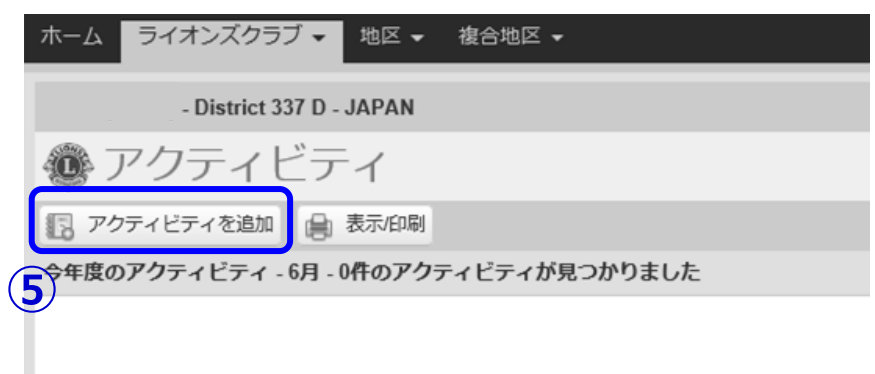 ホーム ライオンズクラブ 地区 複合地区
- District 337 D - JAPAN
L
アクティビティ
アクティビティを追加 表示/印刷
⑤
今年度のアクティビティ - 6月 - 0件のアクティビティが見つかりました